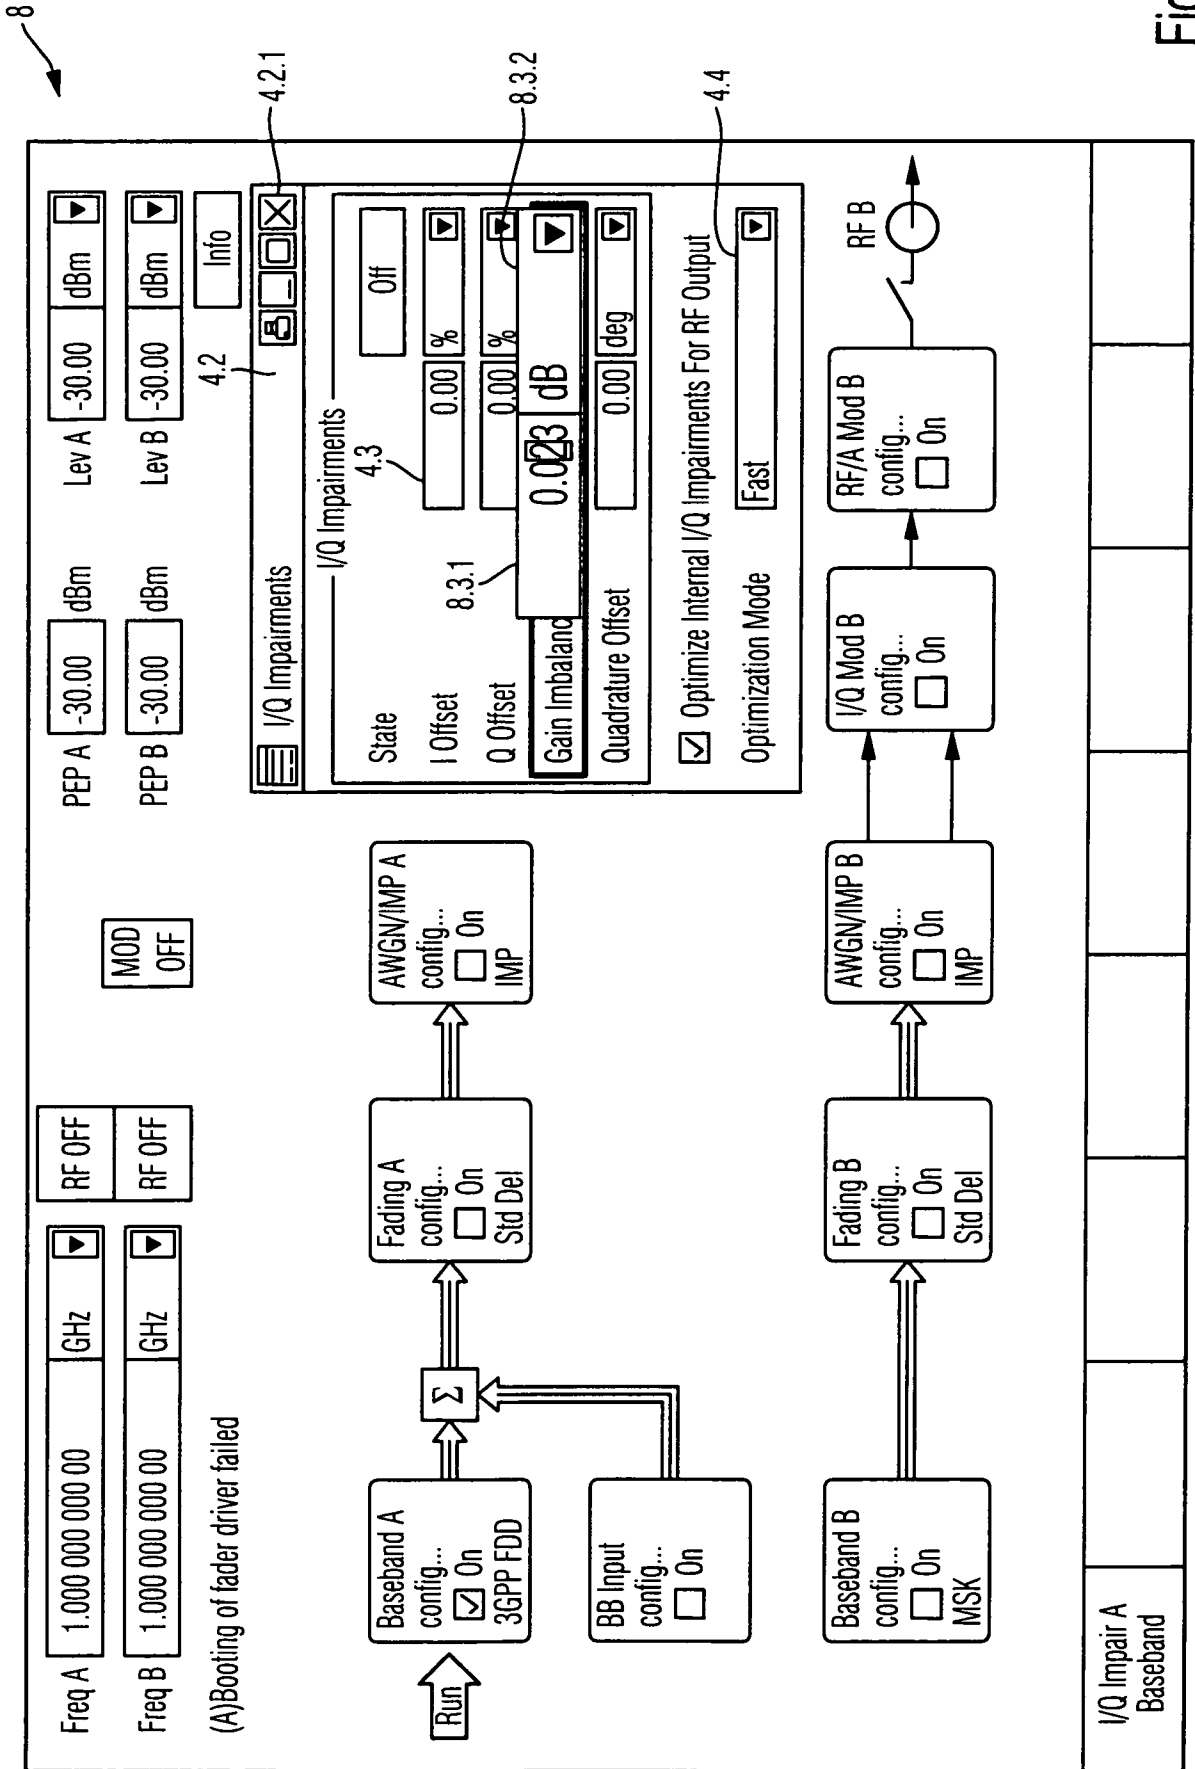 8
Freq A 1.000 000 000 00 GHz RF OFF PEP A -30.00 dBm Lev A -30.00 dBm
Freq B 1.000 000 000 00 GHz RF OFF MOD OFF PEP B -30.00 dBm Lev B -30.00 dBm
(A)Booting of fader driver failed
Info
4.2
I/Q Impairments
4.2.1
I/Q Impairments
State
Off
4.3
I Offset 0.00 %
Q Offset 0.00 %
8.3.1
Gain Imbalanc 0.023 dB
8.3.2
Quadrature Offset 0.00 deg
Optimize Internal I/Q Impairments For RF Output
Optimization Mode Fast
4.4
Run
Baseband A
config...
On
3GPP FDD
Σ
Fading A
config...
On
Std Del
AWGN/IMP A
config...
On
IMP
BB Input
config...
On
Baseband B
config...
On
MSK
Fading B
config...
On
Std Del
AWGN/IMP B
config...
On
IMP
I/Q Mod B
config...
On
RF/A Mod B
config...
On
RF B
I/Q Impair A
Baseband